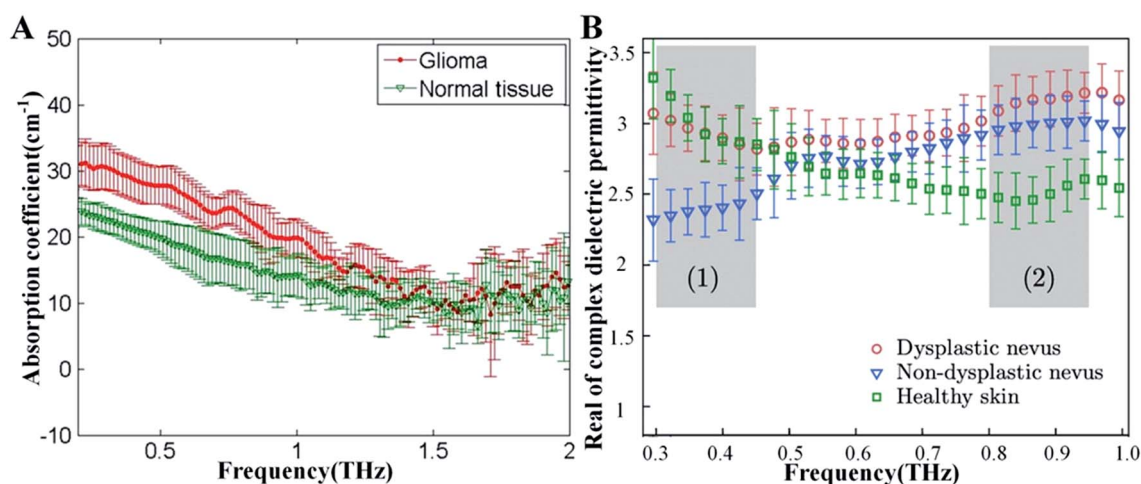 A
Absorption coefficient(cm⁻¹)
50
40
30
20
10
0
-10
0.5
1
1.5
2
Frequency(THz)
Glioma
Normal tissue
B
Real of complex dielectric permittivity
3.5
3
2.5
2
1.5
1
0.3
0.4
0.5
0.6
0.7
0.8
0.9
1.0
Frequency(THz)
(1)
(2)
Dysplastic nevus
Non-dysplastic nevus
Healthy skin